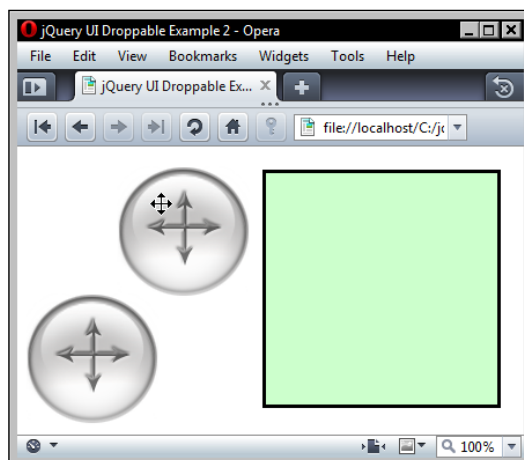 jQuery UI Droppable Example 2 - Opera
File Edit View Bookmarks Widgets Tools Help
jQuery UI Droppable Ex...
file://localhost/C:/jc
100%